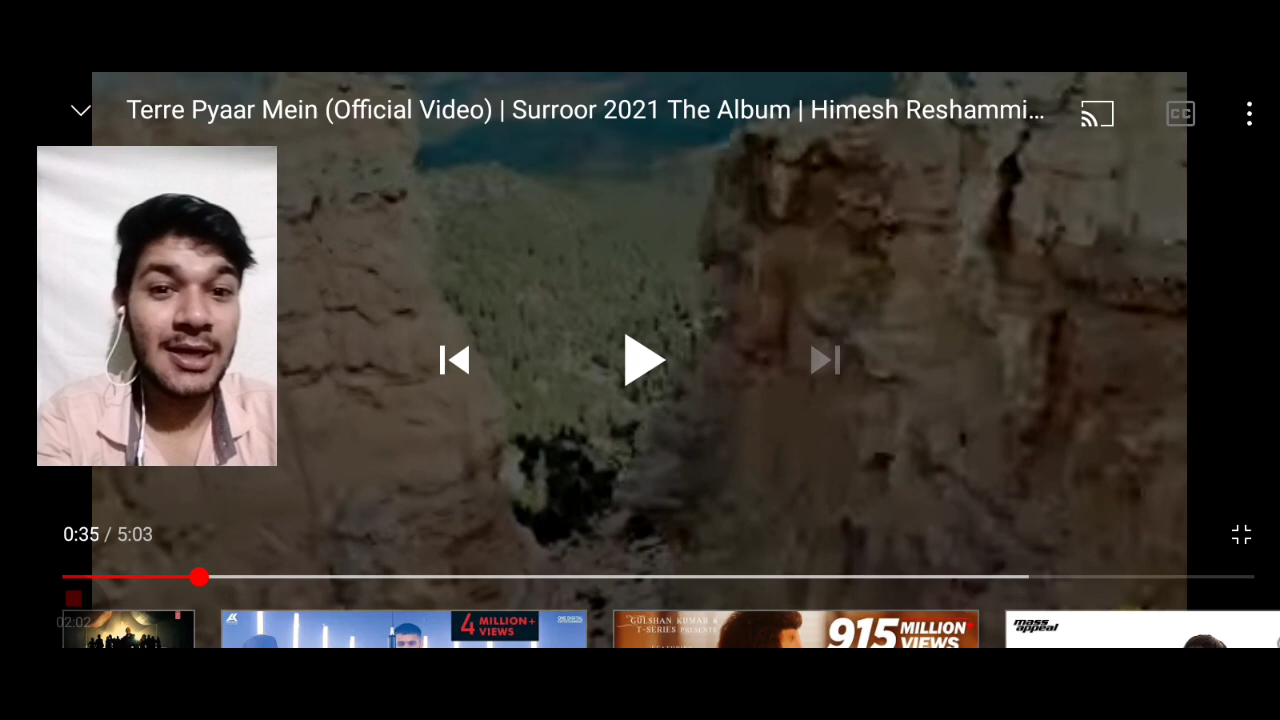 Terre Pyaar Mein (Official Video) | Surroor 2021 The Album | Himesh Reshammi...
CC
0:35 / 5:03
02:02
4 MILLION+
VIEWS
GULSHAN KUMAR &
T-SERIES PRESENTS
FEATURING
915 MILLION
VIEWS
mass
appeal